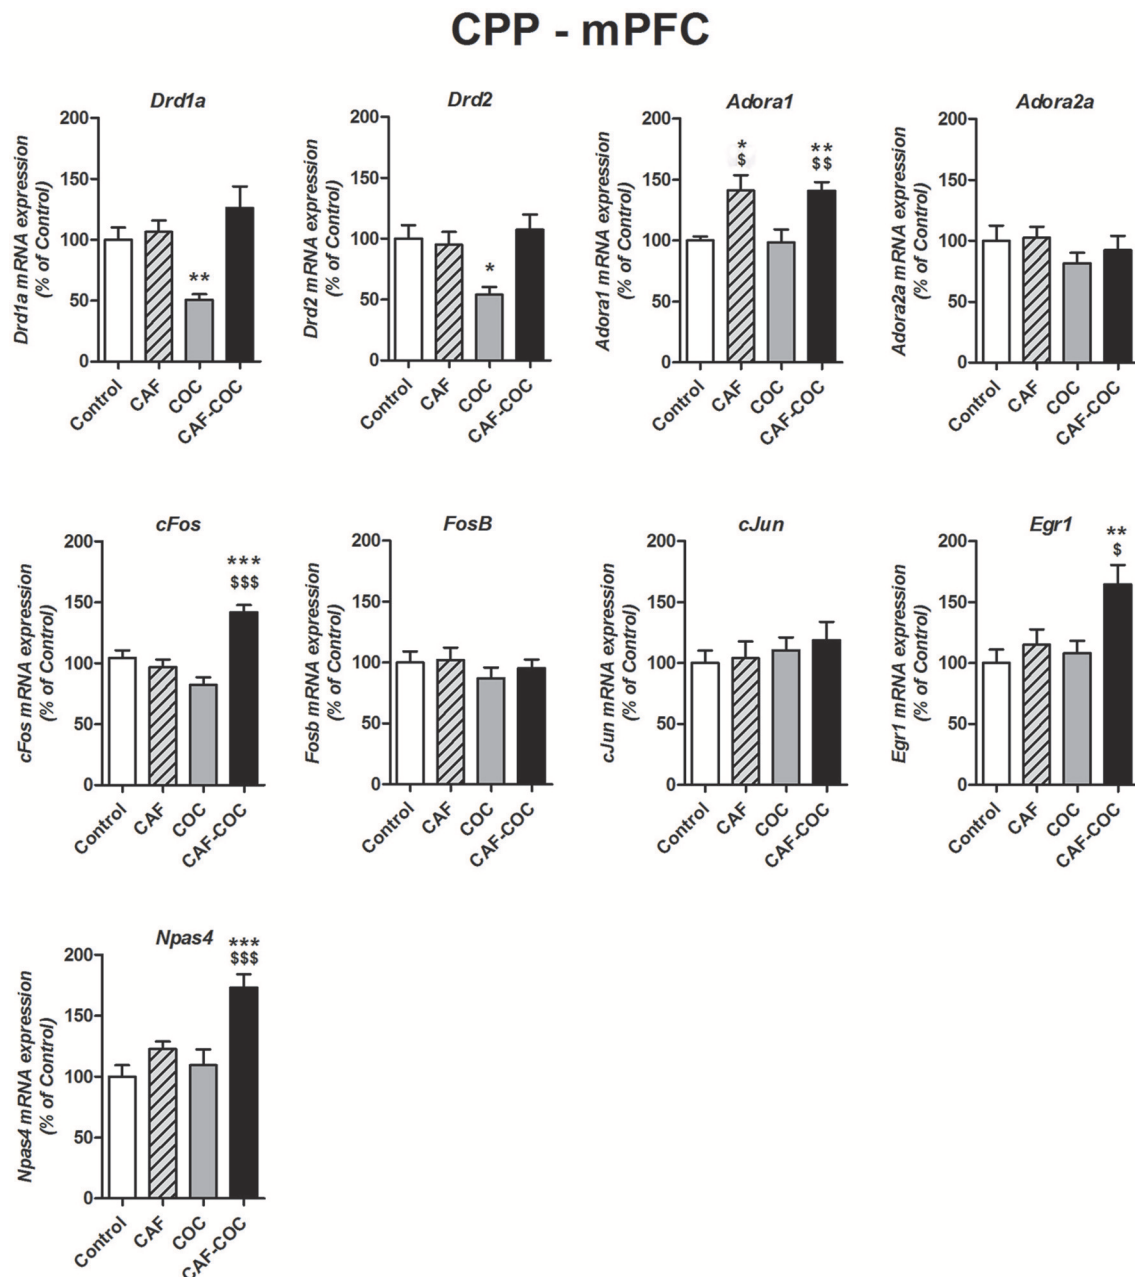 CPP - mPFC
Drd1a
Drd1a mRNA expression
(% of Control)
200
150
100
50
0
Control
CAF
COC
CAF-COC
**
Drd2
Drd2 mRNA expression
(% of Control)
200
150
100
50
0
Control
CAF
COC
CAF-COC
*
Adora1
Adora1 mRNA expression
(% of Control)
200
150
100
50
0
Control
CAF
COC
CAF-COC
*
$
**
$$
Adora2a
Adora2a mRNA expression
(% of Control)
200
150
100
50
0
Control
CAF
COC
CAF-COC
cFos
cFos mRNA expression
(% of Control)
200
150
100
50
0
Control
CAF
COC
CAF-COC
***
$$$
FosB
Fosb mRNA expression
(% of Control)
200
150
100
50
0
Control
CAF
COC
CAF-COC
cJun
cJun mRNA expression
(% of Control)
200
150
100
50
0
Control
CAF
COC
CAF-COC
Egr1
Egr1 mRNA expression
(% of Control)
200
150
100
50
0
Control
CAF
COC
CAF-COC
**
$
Npas4
Npas4 mRNA expression
(% of Control)
200
150
100
50
0
Control
CAF
COC
CAF-COC
***
$$$